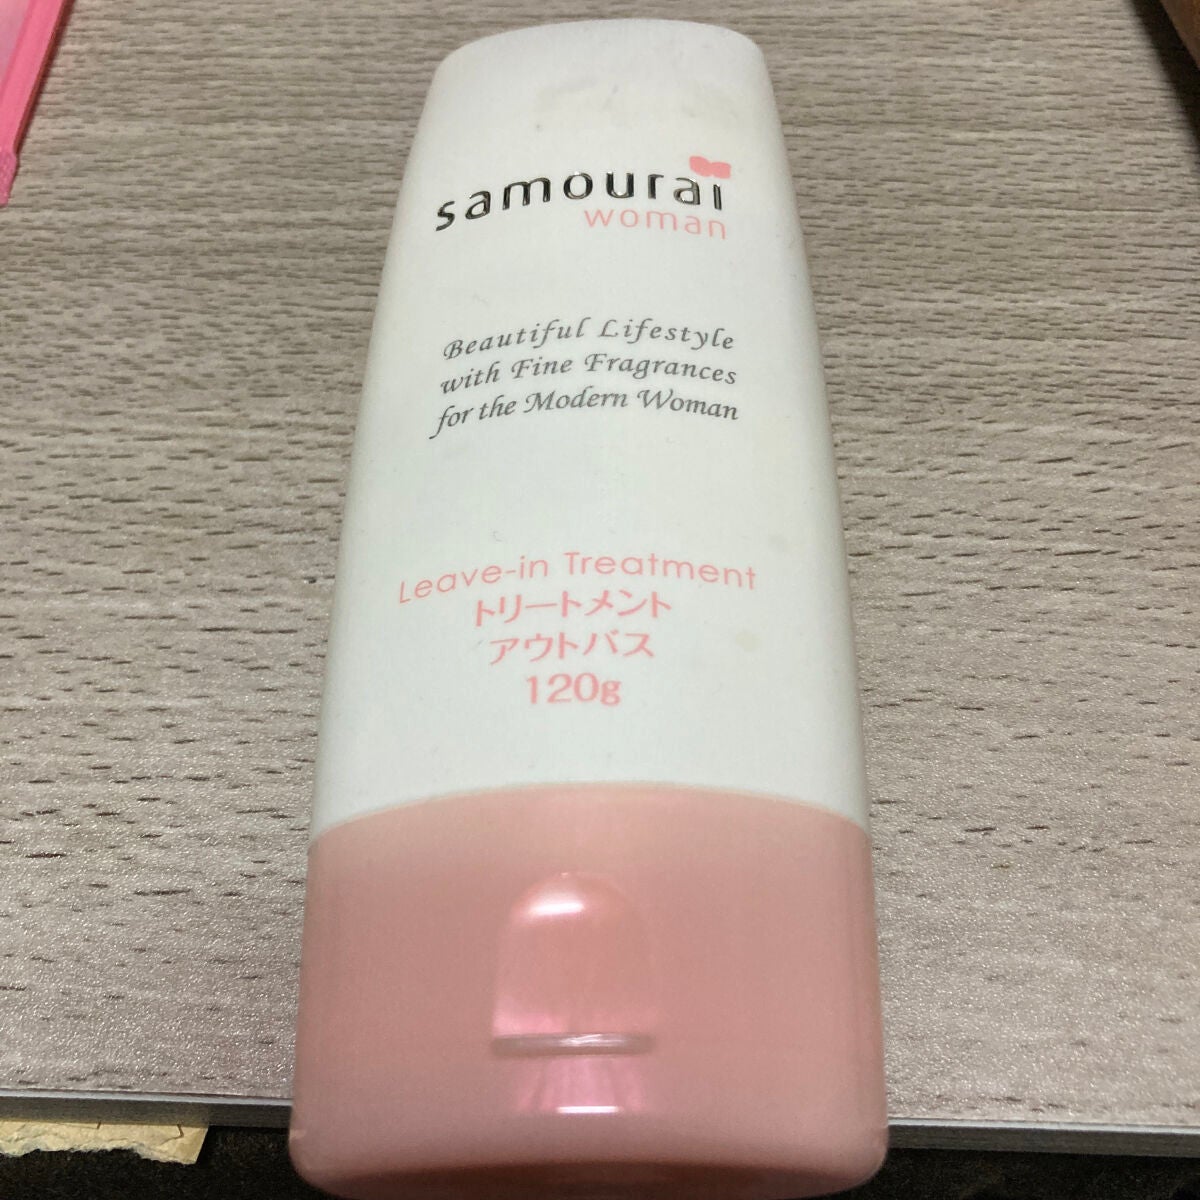 samourai
woman
Beautiful Lifestyle
with Fine Fragrances
for the Modern Woman
Leave-in Treatment
トリートメント
アウトバス
120g